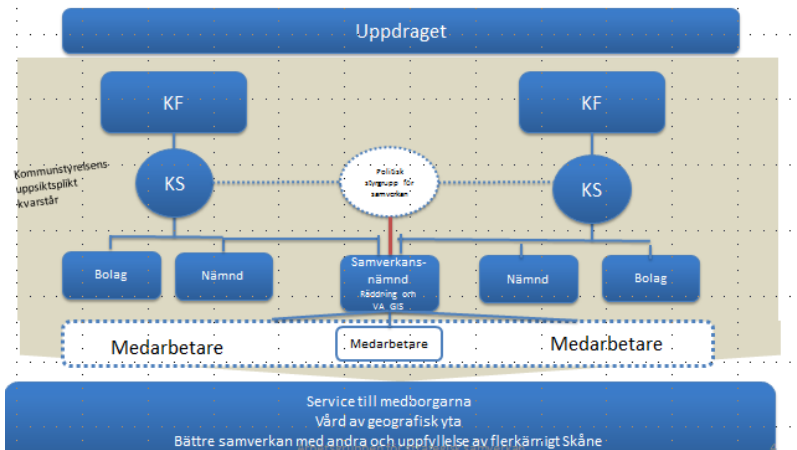 Uppdraget
KF
KF
Kommunstyrelsens
uppsiktsplikt
kvarstår
KS
Politisk
styrgrupp för
samverkan
KS
Bolag
Nämnd
Samverkans-
nämnd
Räddning och
VA GIS
Nämnd
Bolag
Medarbetare
Medarbetare
Medarbetare
Service till medborgarna
Vård av geografisk yta
Bättre samverkan med andra och uppfyllelse av flerkärnigt Skåne